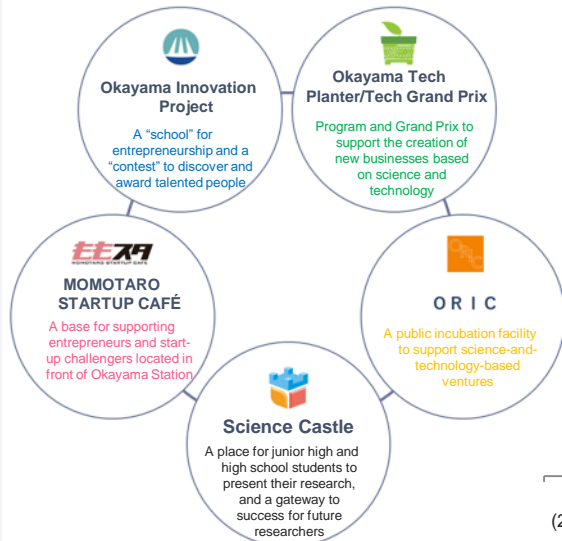 Okayama Innovation
Project
A “school” for
entrepreneurship and a
“contest” to discover and
award talented people
Okayama Tech
Planter/Tech Grand Prix
Program and Grand Prix to
support the creation of
new businesses based
on science and
technology
ももスタ
MOMOTARO STARTUP CAFE
MOMOTARO
STARTUP CAFÉ
A base for supporting
entrepreneurs and start-
up challengers located in
front of Okayama Station
ORIC
ORIC
A public incubation facility
to support science-and-
technology-based
ventures
Science Castle
A place for junior high and
high school students to
present their research,
and a gateway to
success for future
researchers
(2